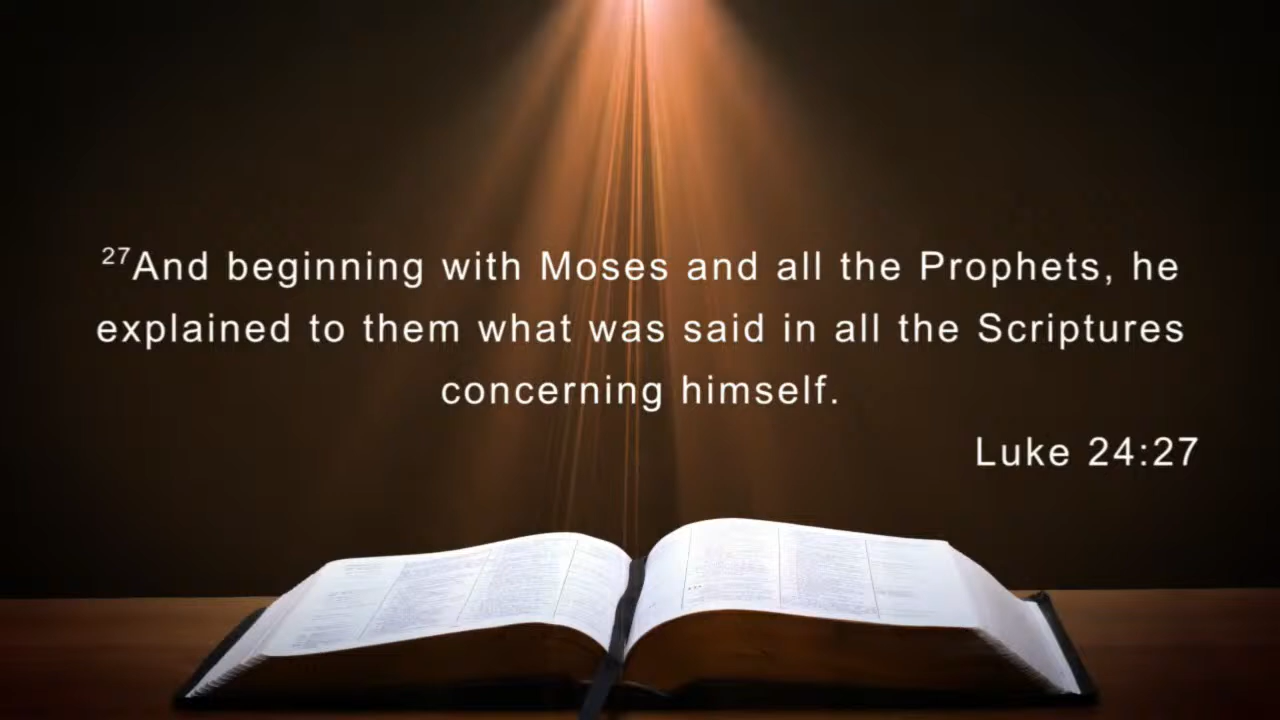 27And beginning with Moses and all the Prophets, he
explained to them what was said in all the Scriptures
concerning himself.
Luke 24:27